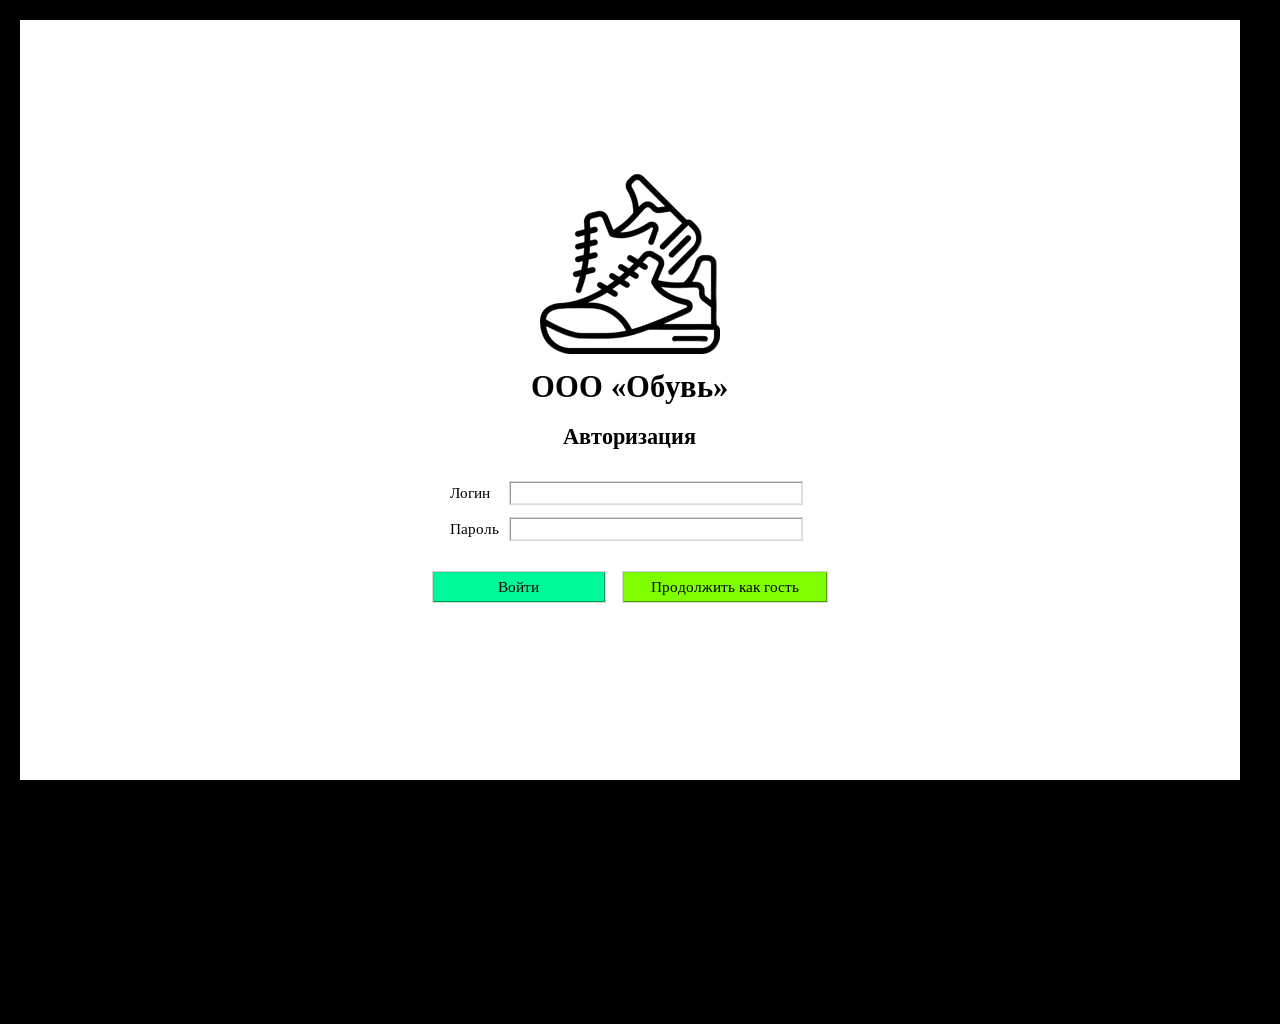 ООО «Обувь»
Авторизация
Логин
Пароль
Войти
Продолжить как гость